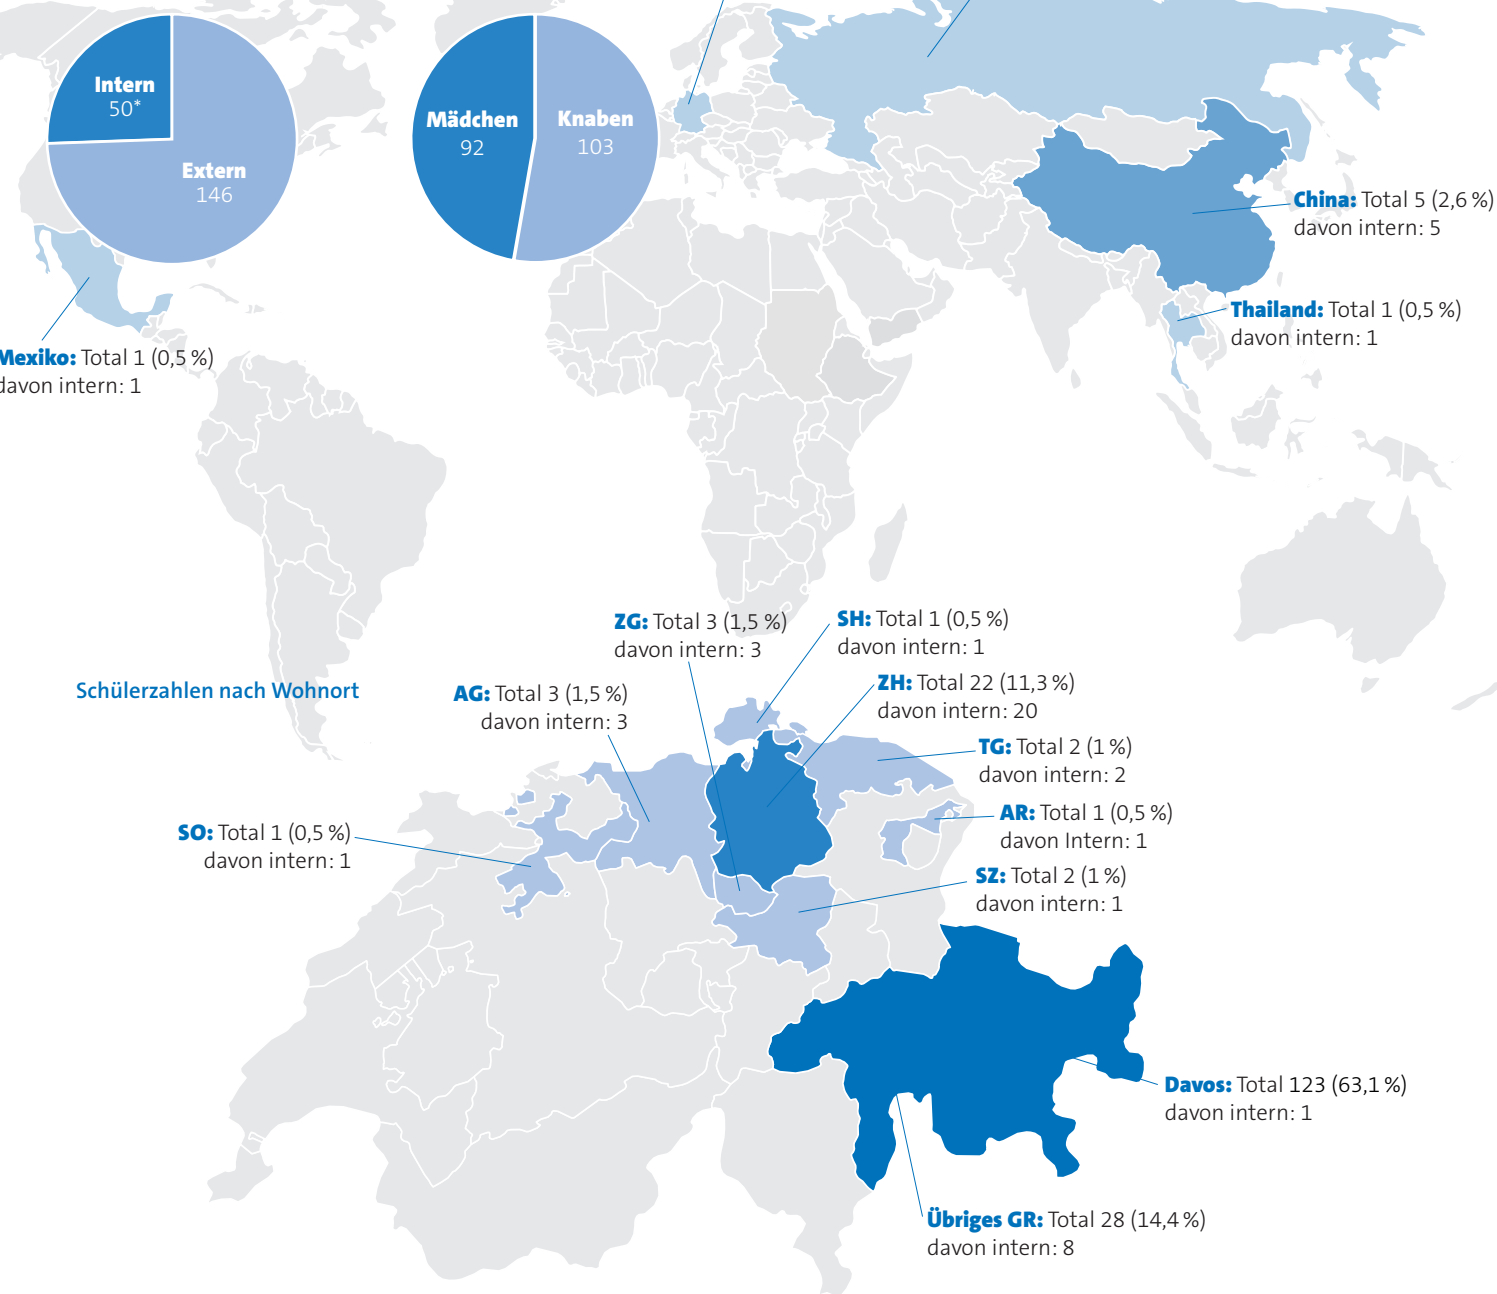 Intern
50*
Extern
146
Mädchen
92
Knaben
103
China: Total 5 (2,6 %)
davon intern: 5
Thailand: Total 1 (0,5 %)
davon intern: 1
Mexiko: Total 1 (0,5 %)
davon intern: 1
Schülerzahlen nach Wohnort
ZG: Total 3 (1,5 %)
davon intern: 3
SH: Total 1 (0,5 %)
davon intern: 1
AG: Total 3 (1,5 %)
davon intern: 3
ZH: Total 22 (11,3 %)
davon intern: 20
TG: Total 2 (1 %)
davon intern: 2
AR: Total 1 (0,5 %)
davon Intern: 1
SO: Total 1 (0,5 %)
davon intern: 1
SZ: Total 2 (1 %)
davon intern: 1
Davos: Total 123 (63,1 %)
davon intern: 1
Übriges GR: Total 28 (14,4 %)
davon intern: 8